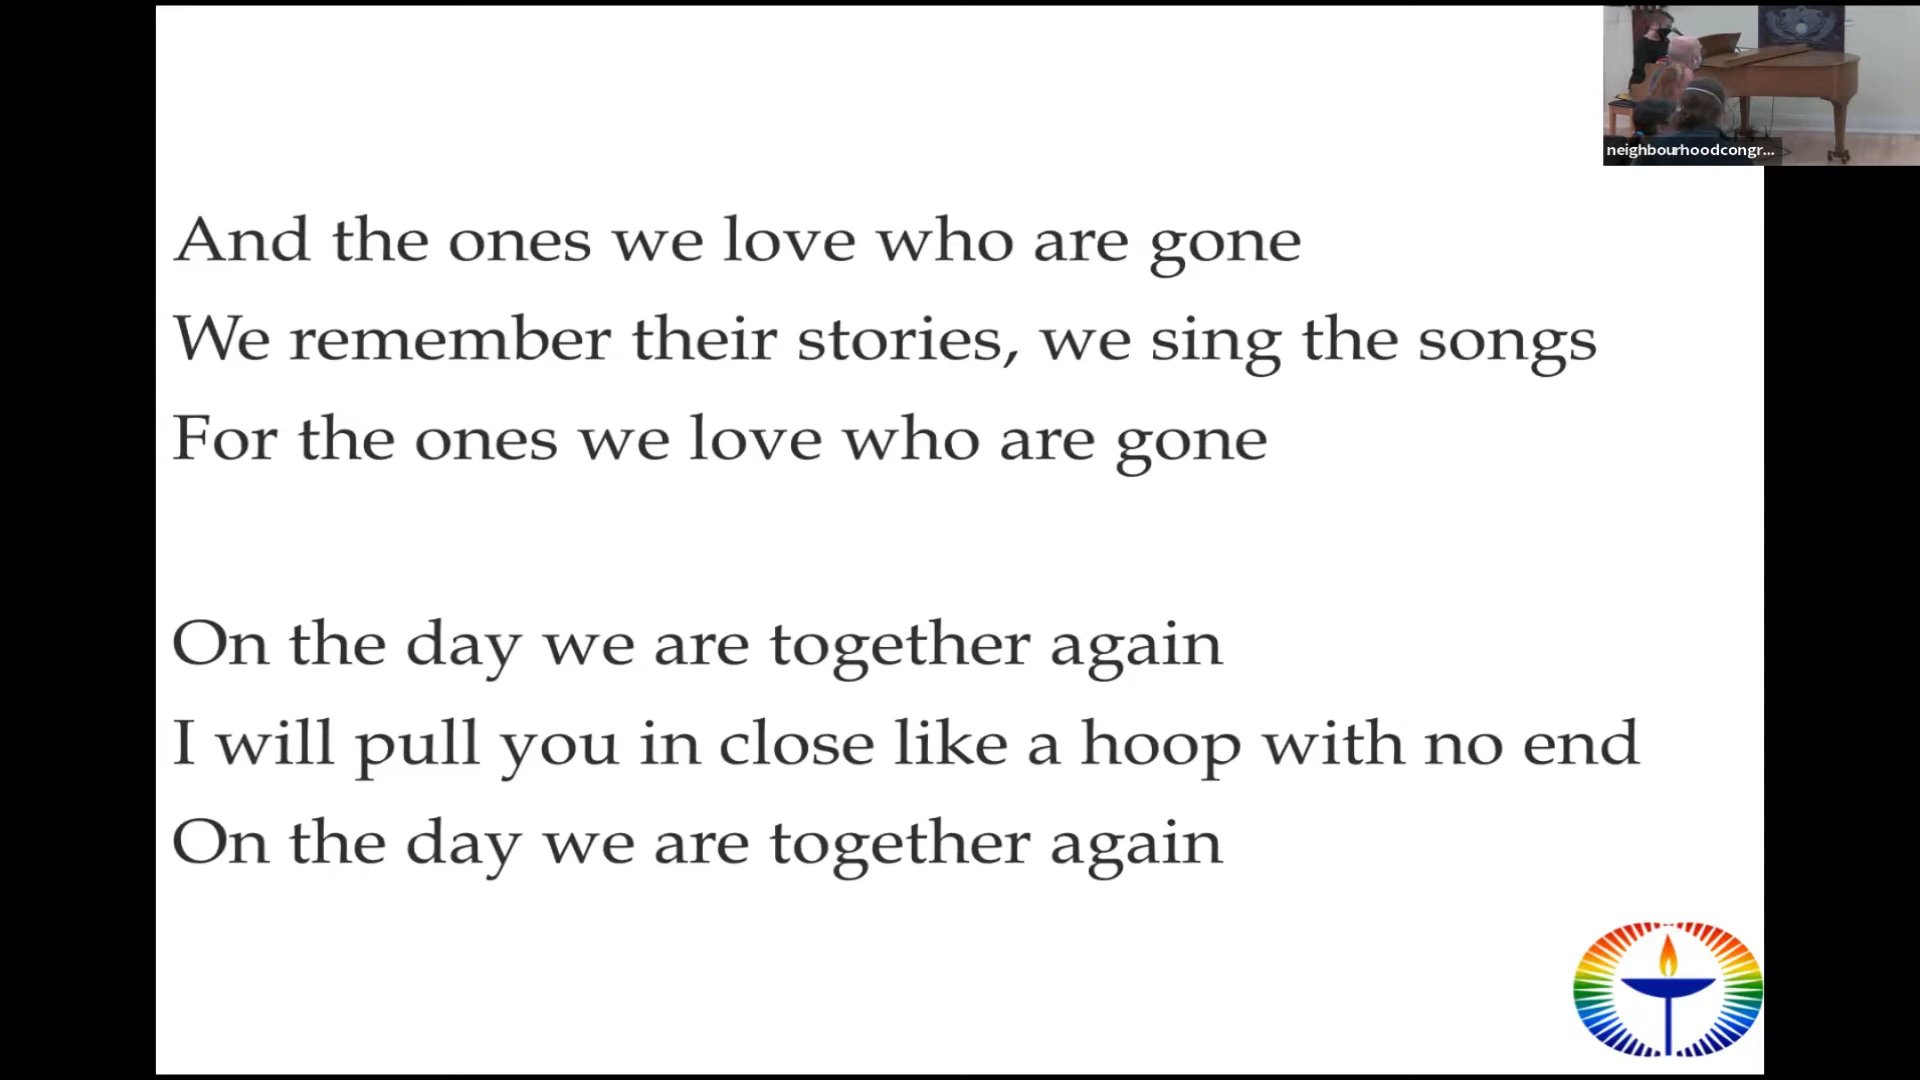 neighbourhoodcongr...
And the ones we love who are gone
We remember their stories, we sing the songs
For the ones we love who are gone
On the day we are together again
I will pull you in close like a hoop with no end
On the day we are together again